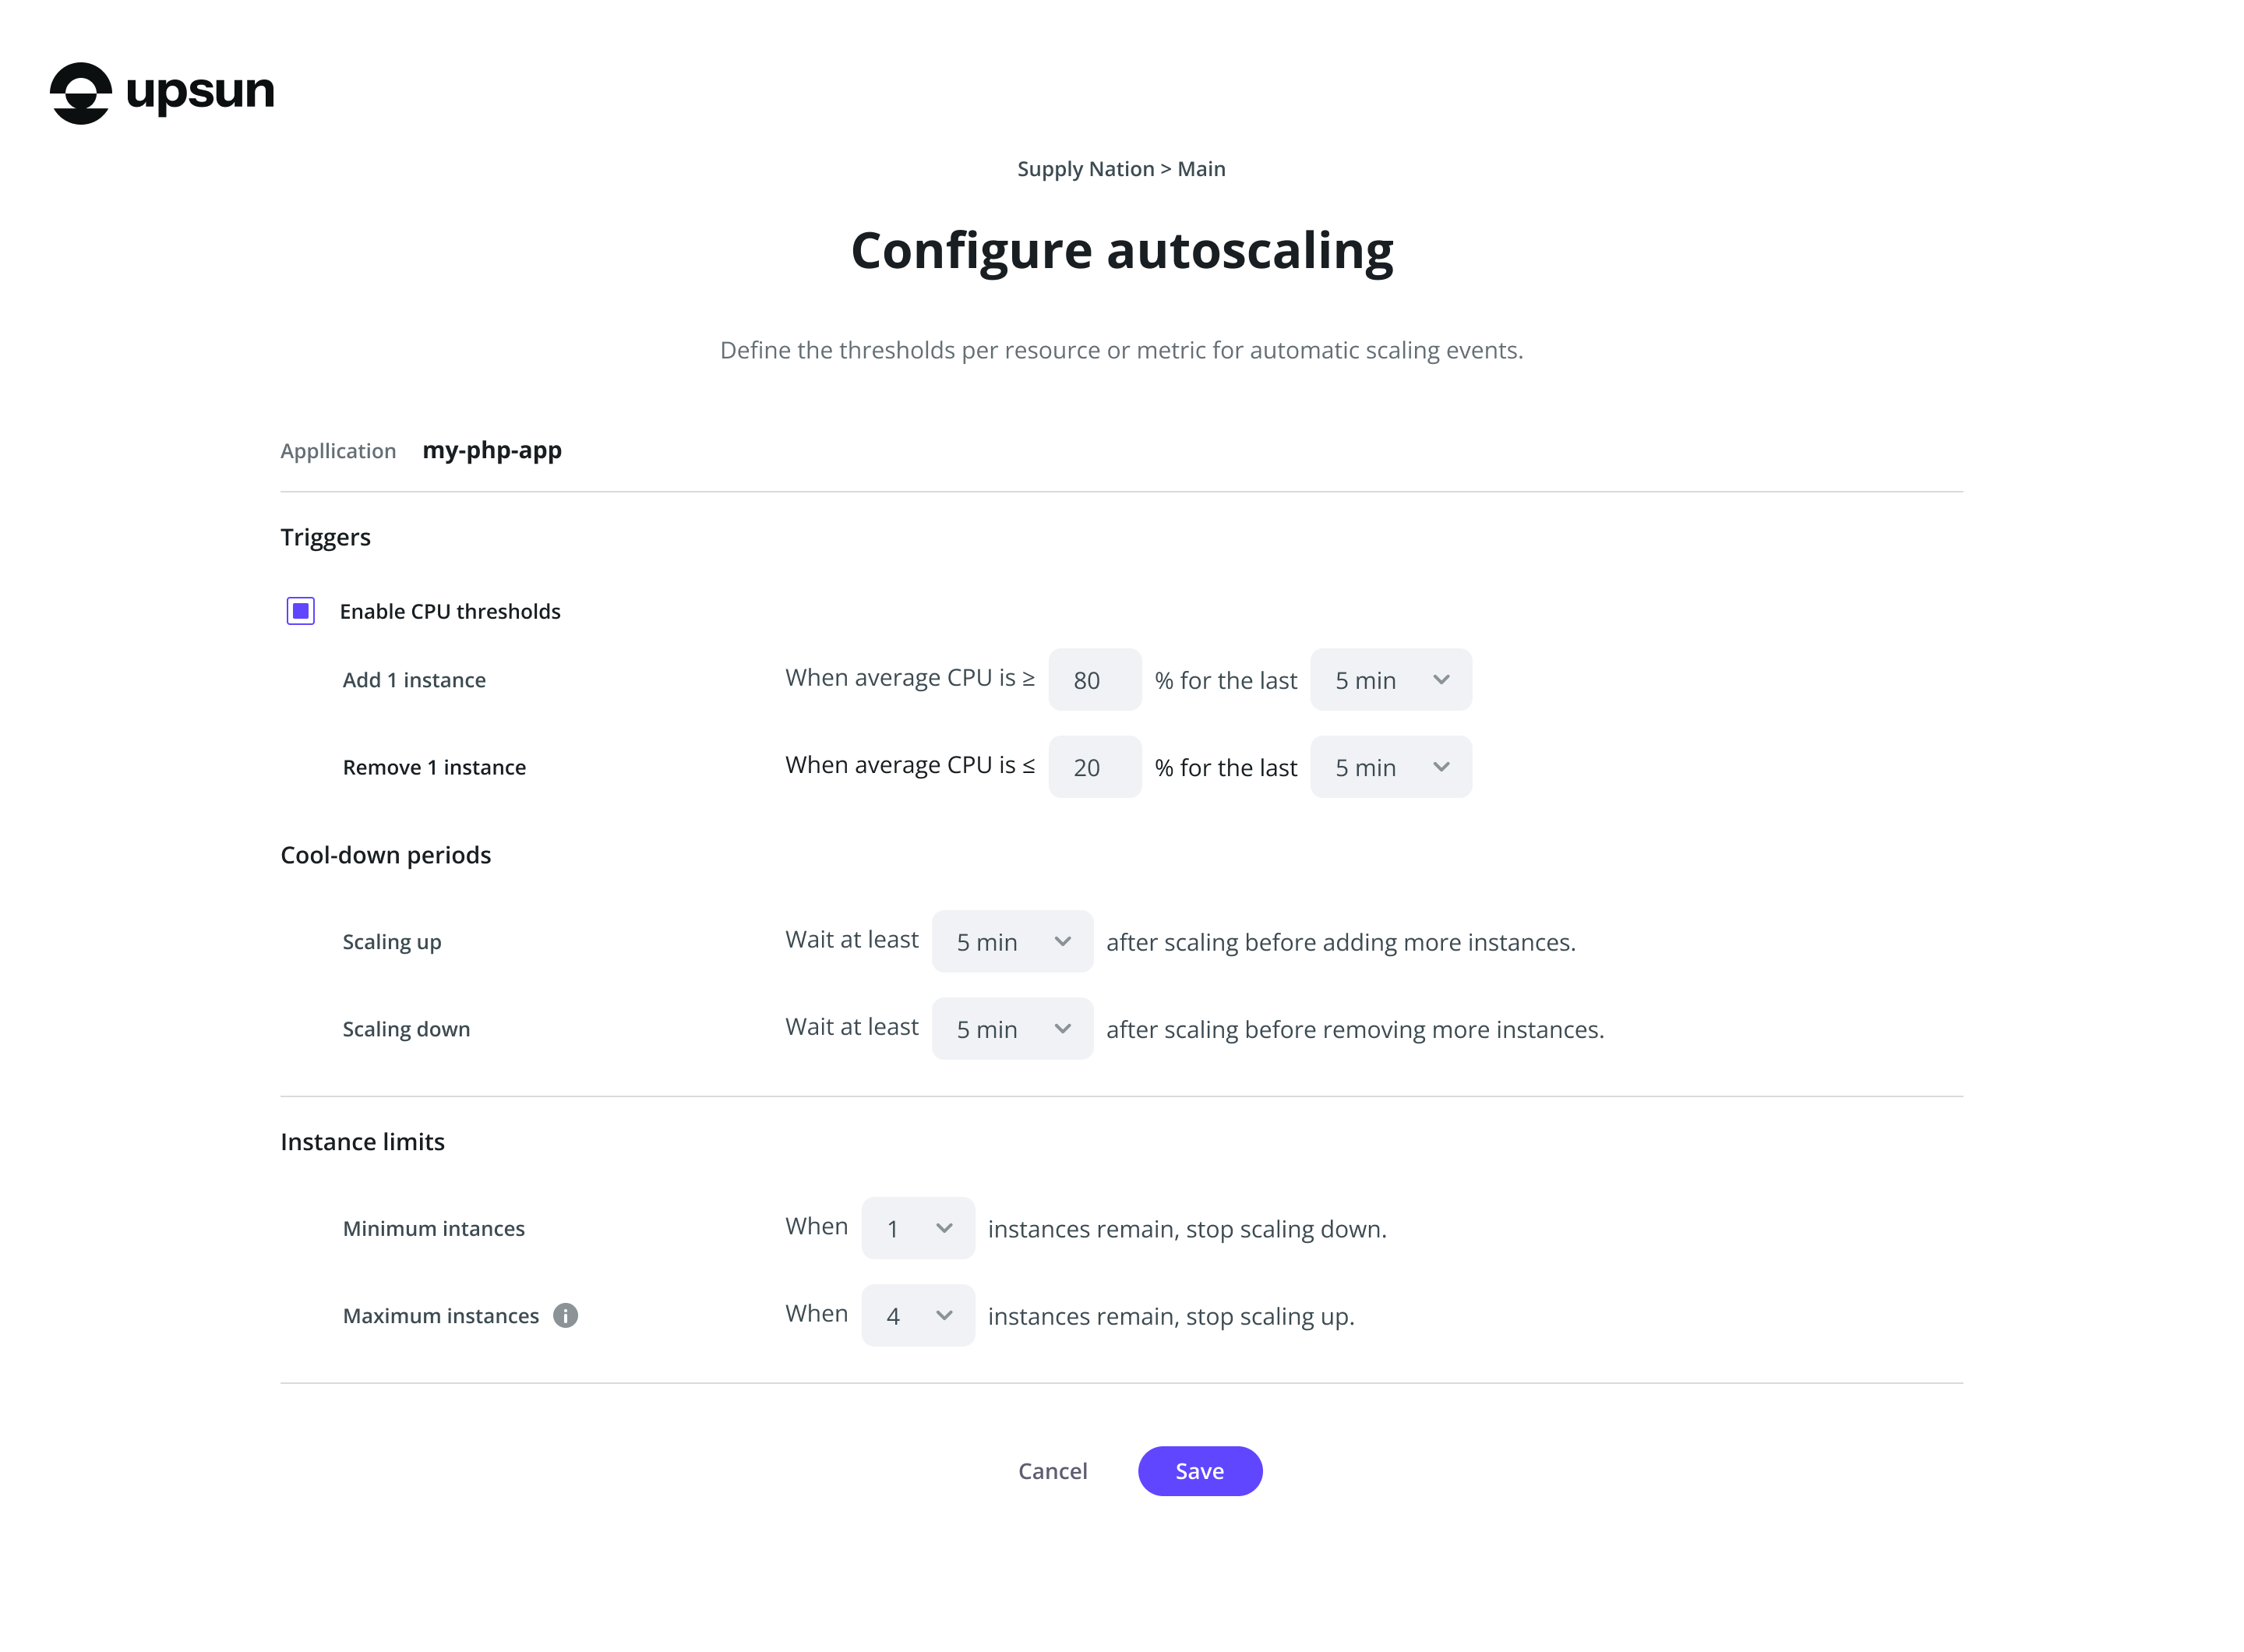 upsun
Supply Nation > Main
Configure autoscaling
Define the thresholds per resource or metric for automatic scaling events.
Appllication my-php-app
Triggers
Enable CPU thresholds
Add 1 instance When average CPU is ≥ 80 % for the last 5 min
Remove 1 instance When average CPU is ≤ 20 % for the last 5 min
Cool-down periods
Scaling up Wait at least 5 min after scaling before adding more instances.
Scaling down Wait at least 5 min after scaling before removing more instances.
Instance limits
Minimum intances When 1 instances remain, stop scaling down.
Maximum instances i When 4 instances remain, stop scaling up.
Cancel Save